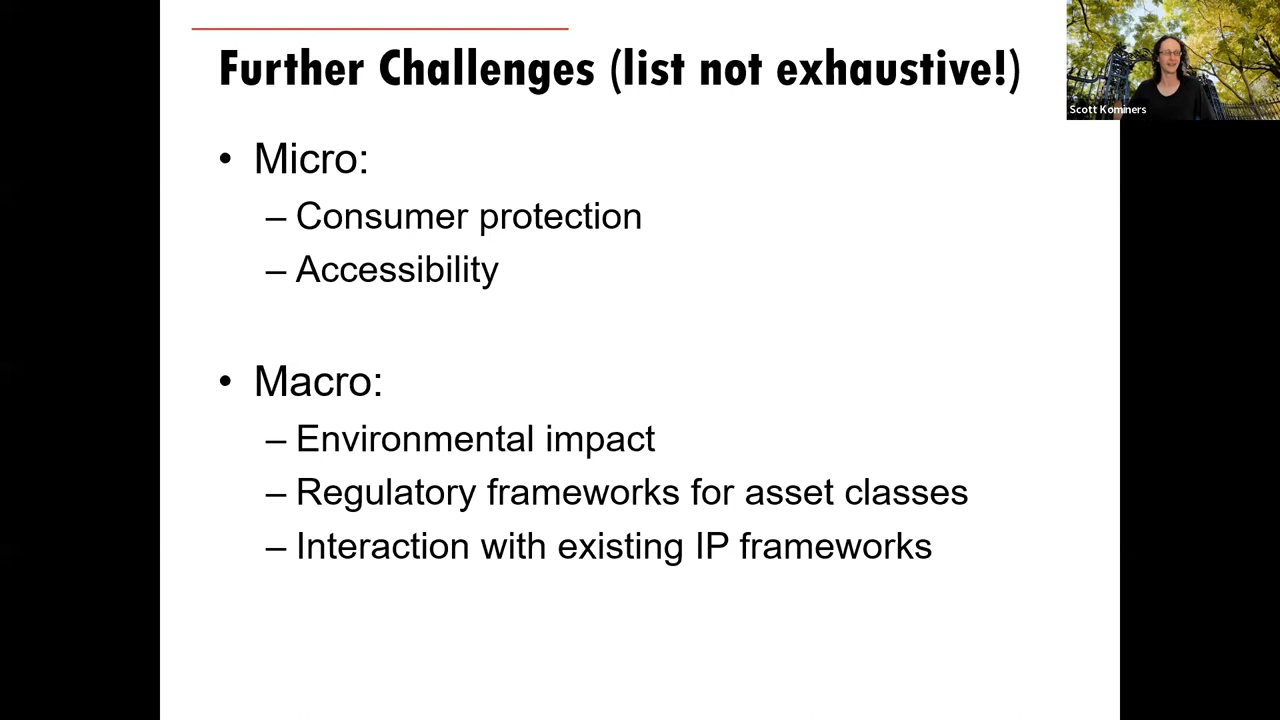 Further Challenges (list not exhaustive!)
Scott Kominers
• Micro:
– Consumer protection
– Accessibility
• Macro:
– Environmental impact
– Regulatory frameworks for asset classes
– Interaction with existing IP frameworks